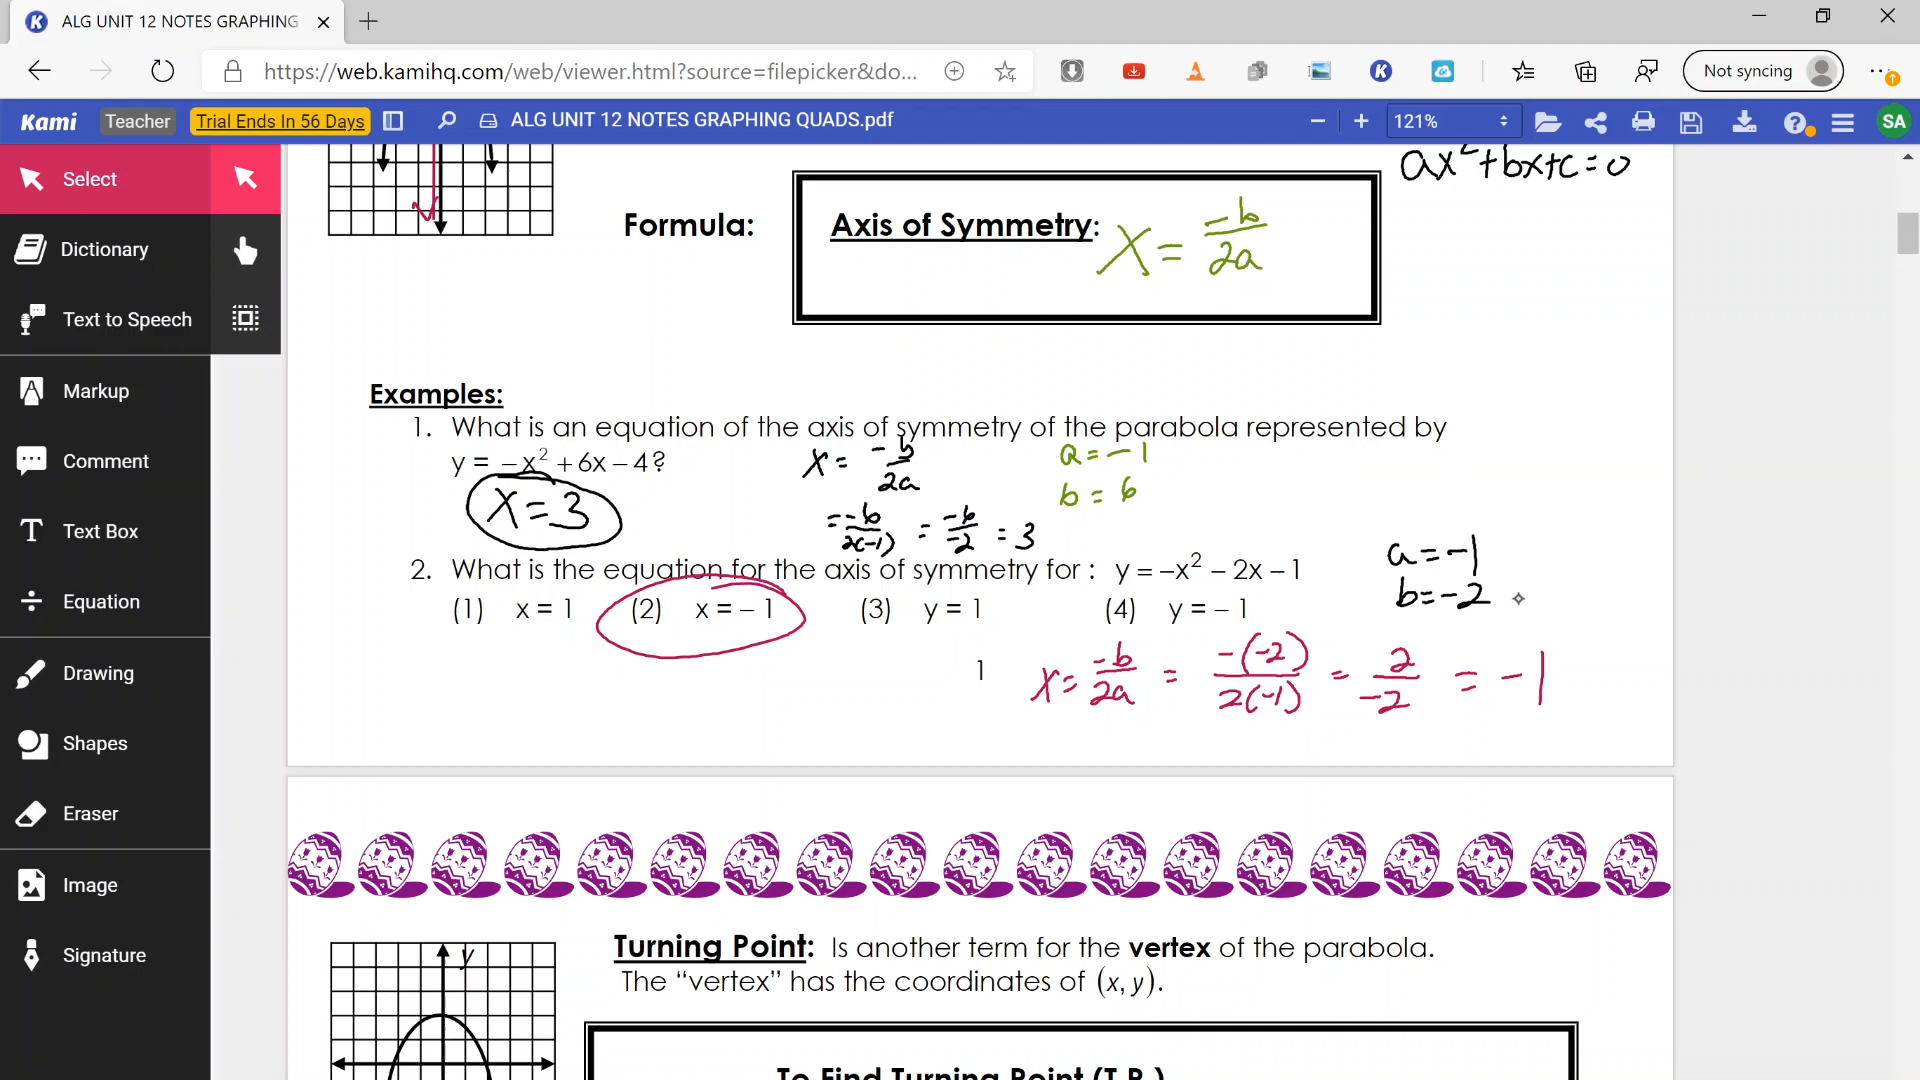 ALG UNIT 12 NOTES GRAPHING
https://web.kamihq.com/web/viewer.html?source=filepicker&do...
Not syncing
Kami
Teacher
Trial Ends In 56 Days
ALG UNIT 12 NOTES GRAPHING QUADS.pdf
121%
SA
Select
Dictionary
Text to Speech
Markup
Comment
Text Box
Equation
Drawing
Shapes
Eraser
Image
Signature
ax²+bx+c=0
Formula:
Axis of Symmetry: X = -b/2a
Examples:
1. What is an equation of the axis of symmetry of the parabola represented by
y = −x² + 6x − 4?
x = -b/2a
a = -1
b = 6
X = 3
= -6/2(-1) = -6/-2 = 3
2. What is the equation for the axis of symmetry for : y = −x² − 2x − 1
a = -1
b = -2
(1) x = 1 (2) x = − 1 (3) y = 1 (4) y = − 1
1
x = -b/2a = -(-2)/2(-1) = 2/-2 = -1
y
Turning Point: Is another term for the vertex of the parabola.
The “vertex” has the coordinates of (x, y).
To Find Turning Point (T.P.)